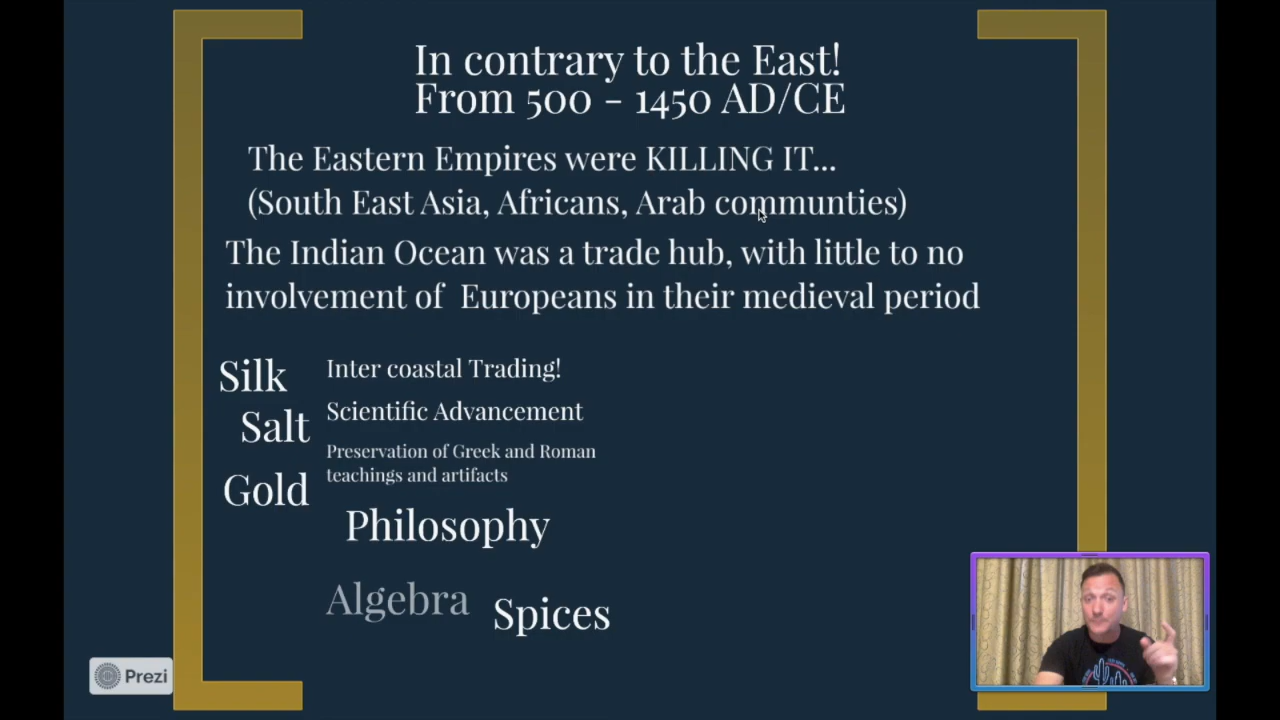 In contrary to the East!
From 500 - 1450 AD/CE
The Eastern Empires were KILLING IT...
(South East Asia, Africans, Arab communties)
The Indian Ocean was a trade hub, with little to no
involvement of Europeans in their medieval period
Silk
Salt
Gold
Inter coastal Trading!
Scientific Advancement
Preservation of Greek and Roman
teachings and artifacts
Philosophy
Algebra
Spices
Prezi